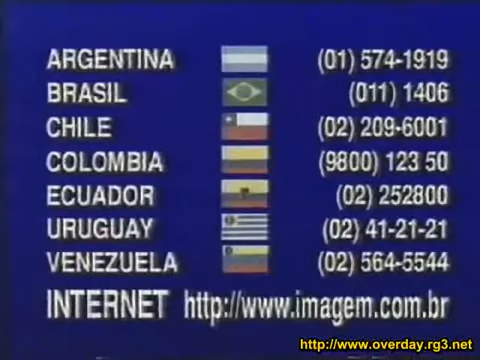 ARGENTINA (01) 574-1919
BRASIL (011) 1406
CHILE (02) 209-6001
COLOMBIA (9800) 123 50
ECUADOR (02) 252800
URUGUAY (02) 41-21-21
VENEZUELA (02) 564-5544
INTERNET http://www.imagem.com.br
http://www.overday.rg3.net